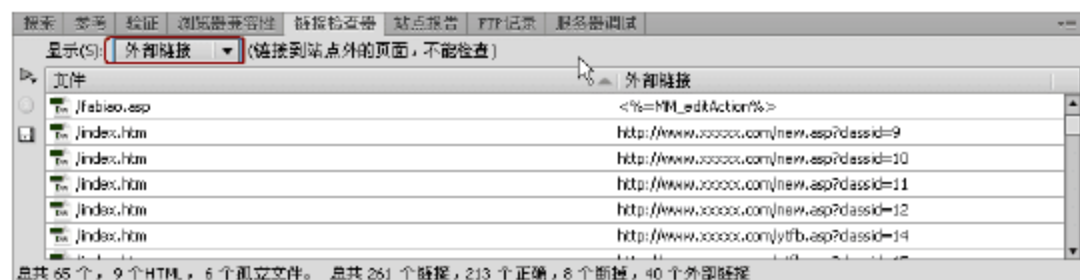 搜索 参考 验证 浏览器兼容性 链接检查器 站点报告 FTP记录 服务器调试
显示(S): 外部链接 (链接到站点外的页面，不能检查)
文件 外部链接
/fabiao.asp <%=MM_editAction%>
/index.htm http://www.xxxxx.com/new.asp?classid=9
/index.htm http://www.xxxxx.com/new.asp?classid=10
/index.htm http://www.xxxxx.com/new.asp?classid=11
/index.htm http://www.xxxxx.com/new.asp?classid=12
/index.htm http://www.xxxxx.com/ytfb.asp?classid=14
总共 65 个，9 个HTML，6 个孤立文件。 总共 261 个链接，213 个正确，8 个断掉，40 个外部链接